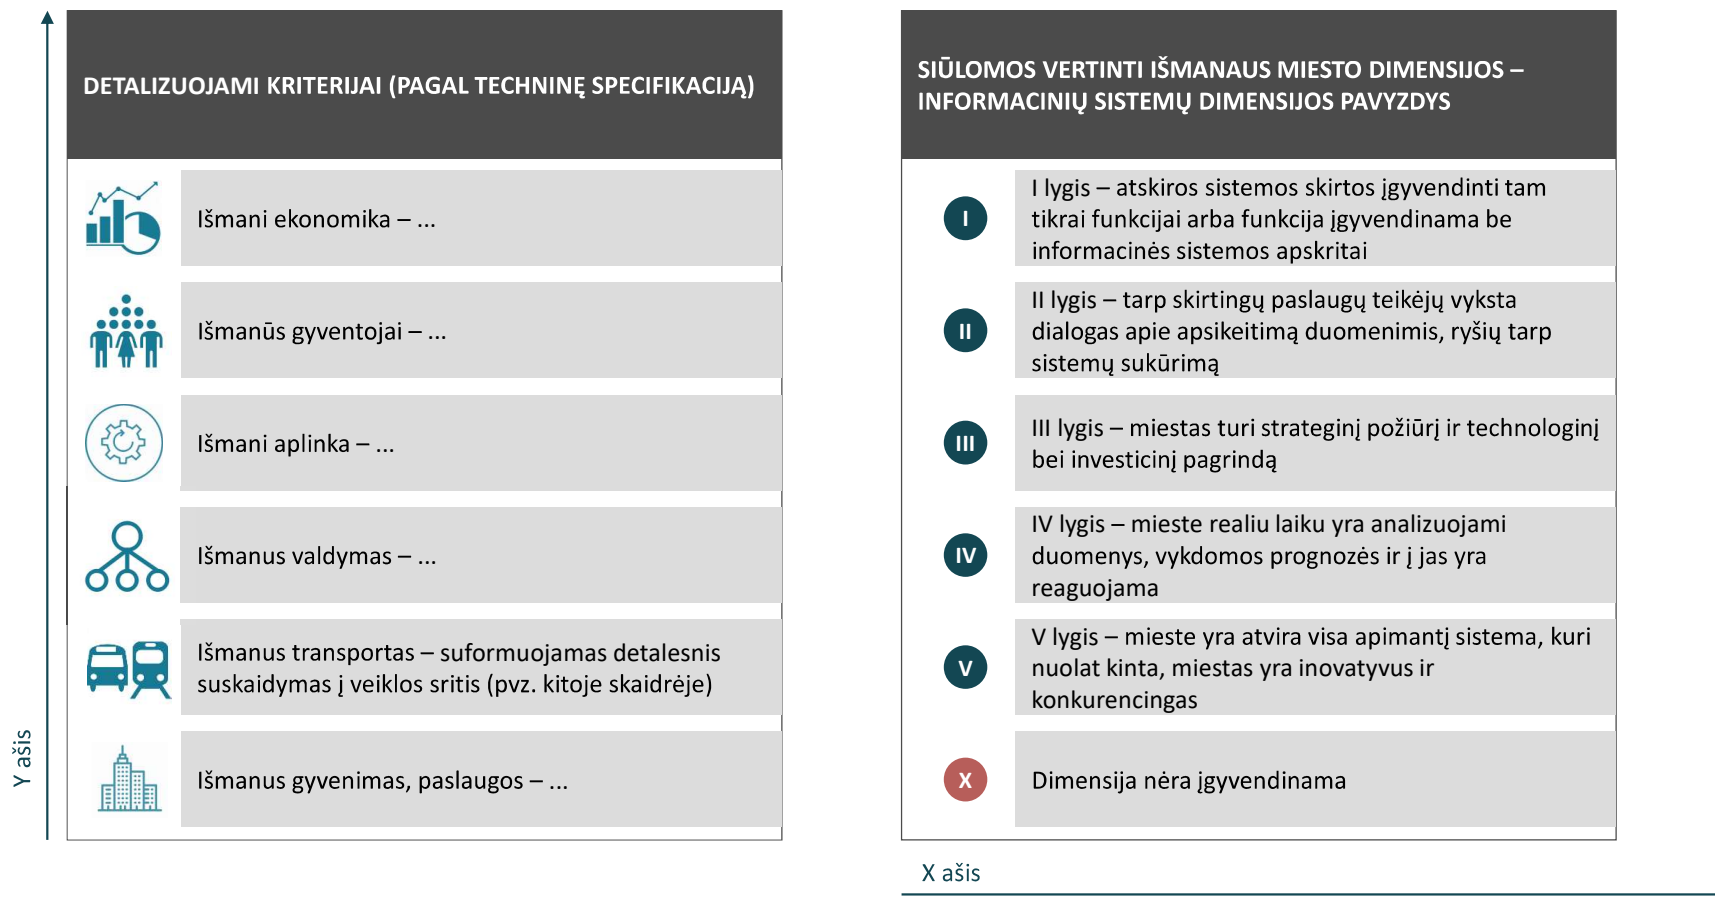 DETALIZUOJAMI KRITERIJAI (PAGAL TECHNINĘ SPECIFIKACIJĄ)
Išmani ekonomika – ...
Išmanūs gyventojai – ...
Išmani aplinka – ...
Išmanus valdymas – ...
Išmanus transportas – suformuojamas detalesnis
suskaidymas į veiklos sritis (pvz. kitoje skaidrėje)
Išmanus gyvenimas, paslaugos – ...
Y ašis
SIŪLOMOS VERTINTI IŠMANAUS MIESTO DIMENSIJOS –
INFORMACINIŲ SISTEMŲ DIMENSIJOS PAVYZDYS
I
I lygis – atskiros sistemos skirtos įgyvendinti tam
tikrai funkcijai arba funkcija įgyvendinama be
informacinės sistemos apskritai
II
II lygis – tarp skirtingų paslaugų teikėjų vyksta
dialogas apie apsikeitimą duomenimis, ryšių tarp
sistemų sukūrimą
III
III lygis – miestas turi strateginį požiūrį ir technologinį
bei investicinį pagrindą
IV
IV lygis – mieste realiu laiku yra analizuojami
duomenys, vykdomos prognozės ir į jas yra
reaguojama
V
V lygis – mieste yra atvira visa apimantį sistema, kuri
nuolat kinta, miestas yra inovatyvus ir
konkurencingas
X
Dimensija nėra įgyvendinama
X ašis